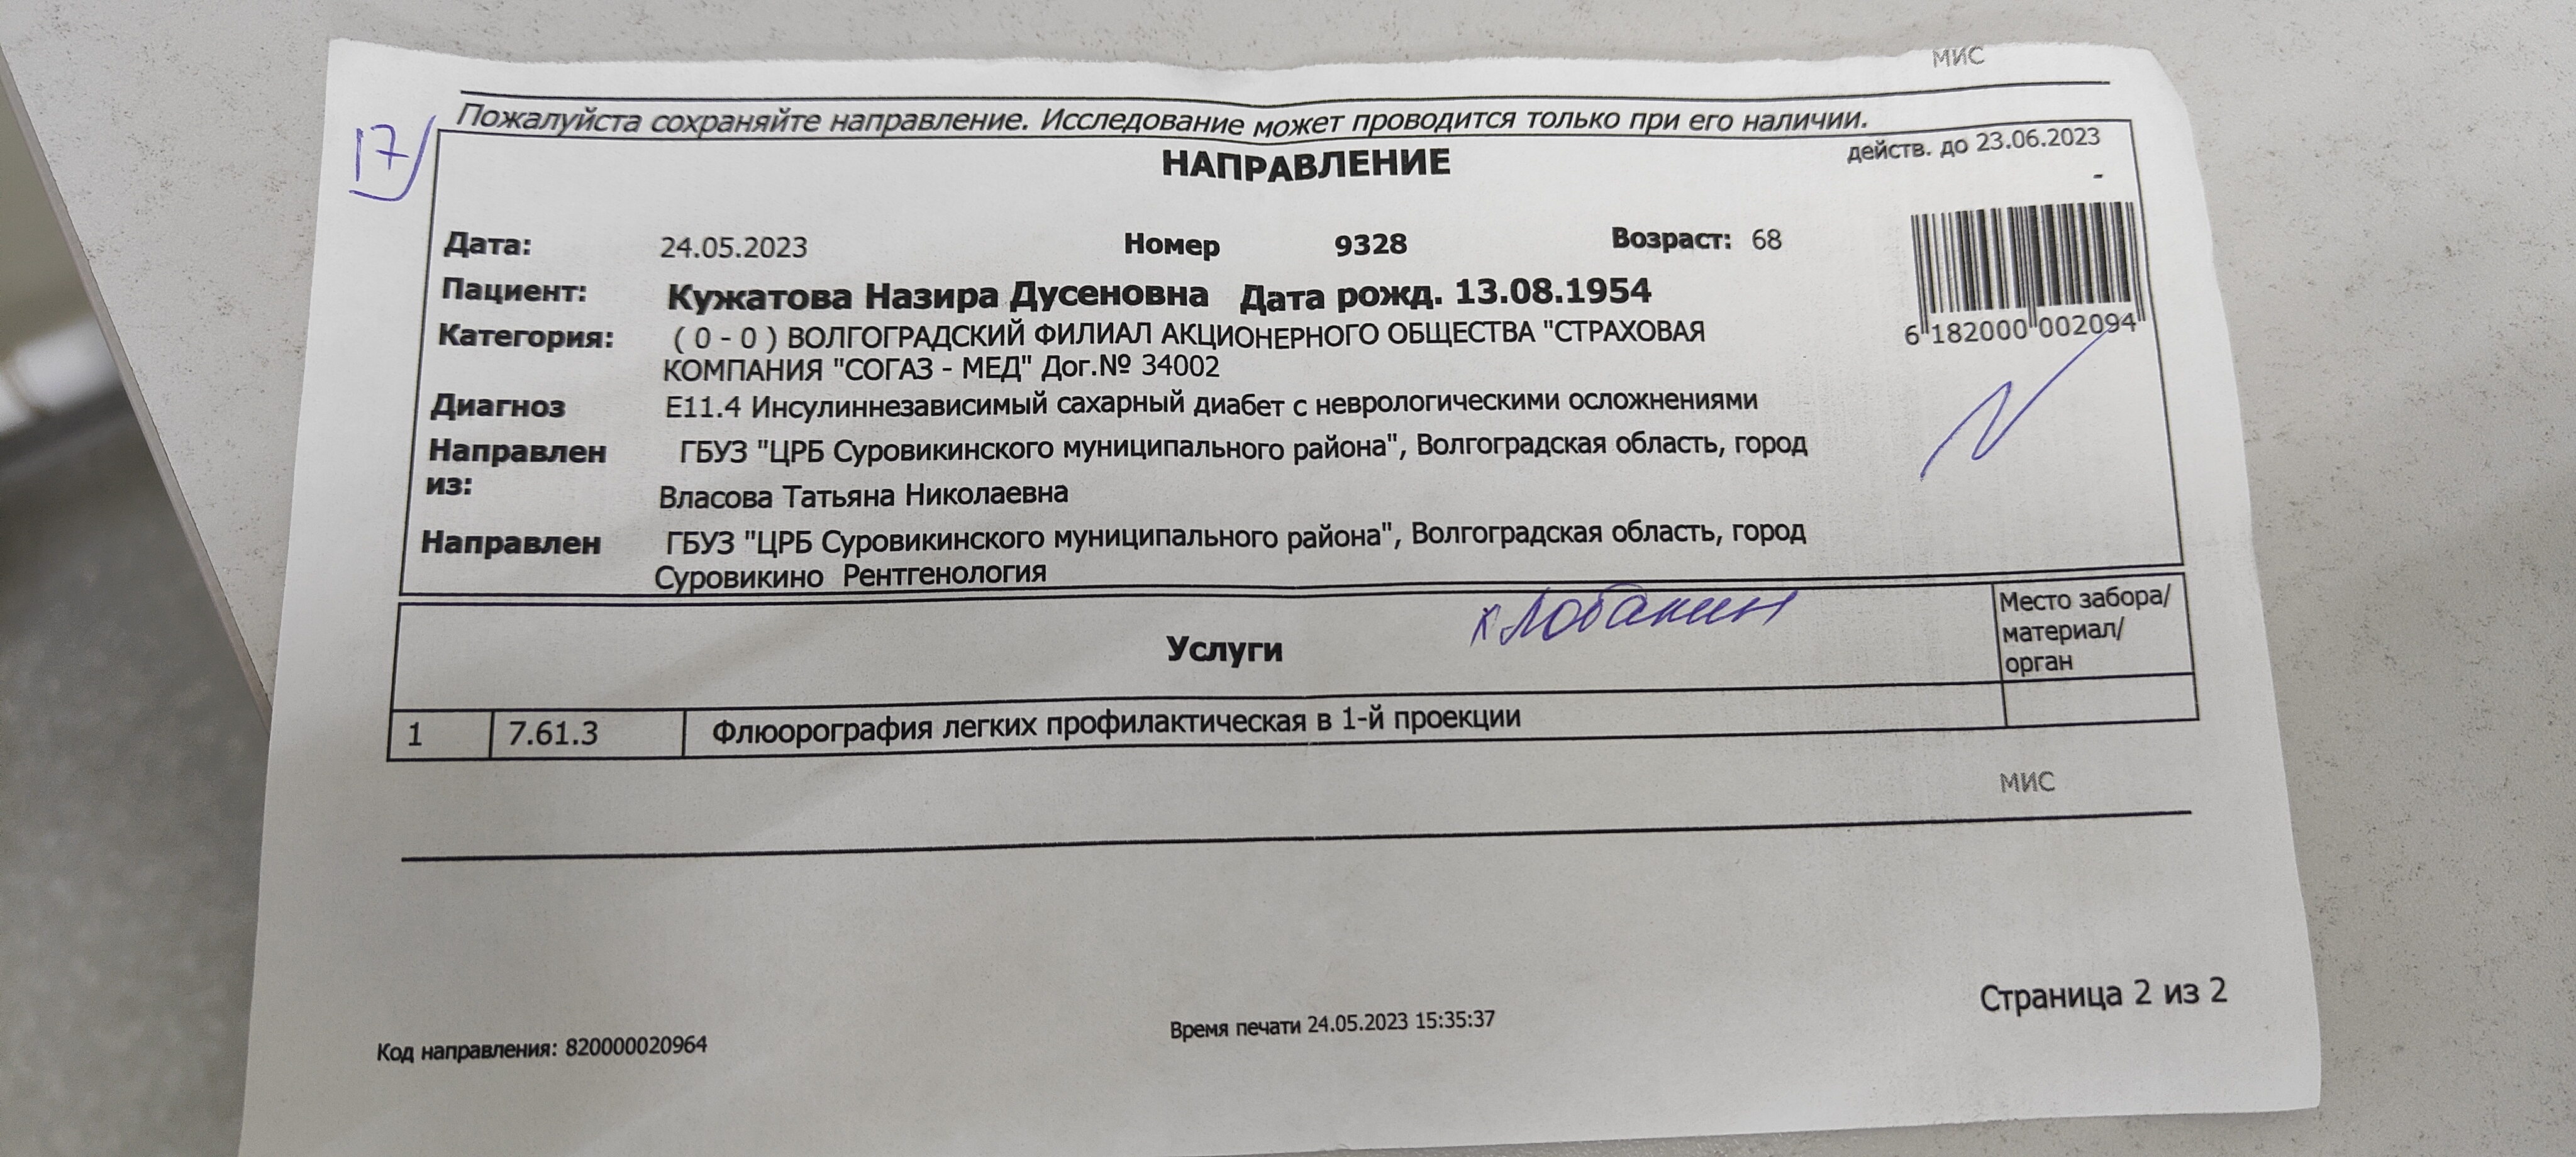 МИС
Пожалуйста сохраняйте направление. Исследование может проводится только при его наличии.
17
НАПРАВЛЕНИЕ
действ. до 23.06.2023
-
Дата: 24.05.2023 Номер 9328 Возраст: 68
Пациент: Кужатова Назира Дусеновна Дата рожд. 13.08.1954
6 182000 002094
Категория: ( 0 - 0 ) ВОЛГОГРАДСКИЙ ФИЛИАЛ АКЦИОНЕРНОГО ОБЩЕСТВА "СТРАХОВАЯ
КОМПАНИЯ "СОГАЗ - МЕД" Дог.№ 34002
Диагноз E11.4 Инсулиннезависимый сахарный диабет с неврологическими осложнениями
Направлен ГБУЗ "ЦРБ Суровикинского муниципального района", Волгоградская область, город
из: Власова Татьяна Николаевна
Направлен ГБУЗ "ЦРБ Суровикинского муниципального района", Волгоградская область, город
Суровикино Рентгенология
к Лобанин
Услуги
Место забора/
материал/
орган
1 7.61.3 Флюорография легких профилактическая в 1-й проекции
МИС
Страница 2 из 2
Время печати 24.05.2023 15:35:37
Код направления: 820000020964